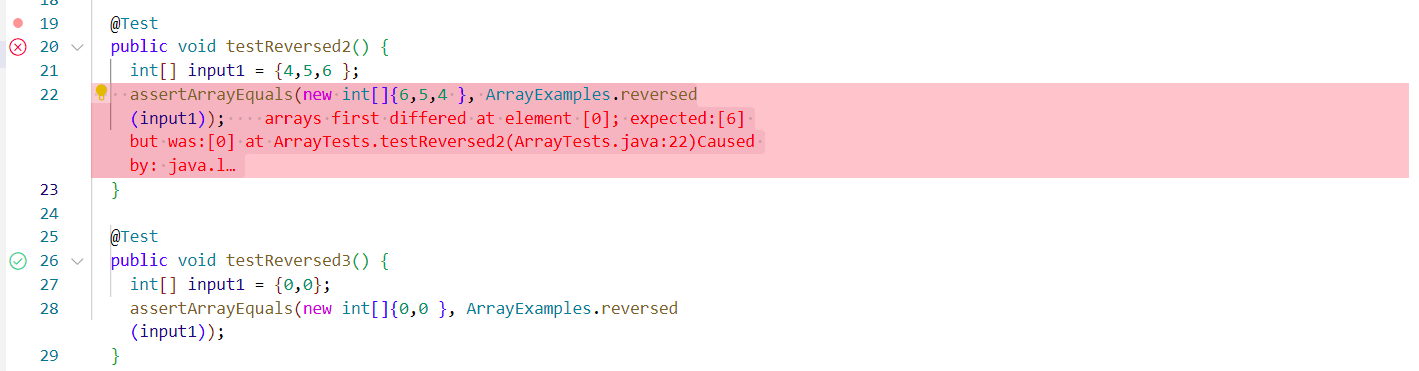 18
19 @Test
20 public void testReversed2() {
21 int[] input1 = {4,5,6 };
22 assertArrayEquals(new int[]{6,5,4 }, ArrayExamples.reversed
(input1)); arrays first differed at element [0]; expected:[6]
but was:[0] at ArrayTests.testReversed2(ArrayTests.java:22)Caused
by: java.l…
23 }
24
25 @Test
26 public void testReversed3() {
27 int[] input1 = {0,0};
28 assertArrayEquals(new int[]{0,0 }, ArrayExamples.reversed
(input1));
29 }